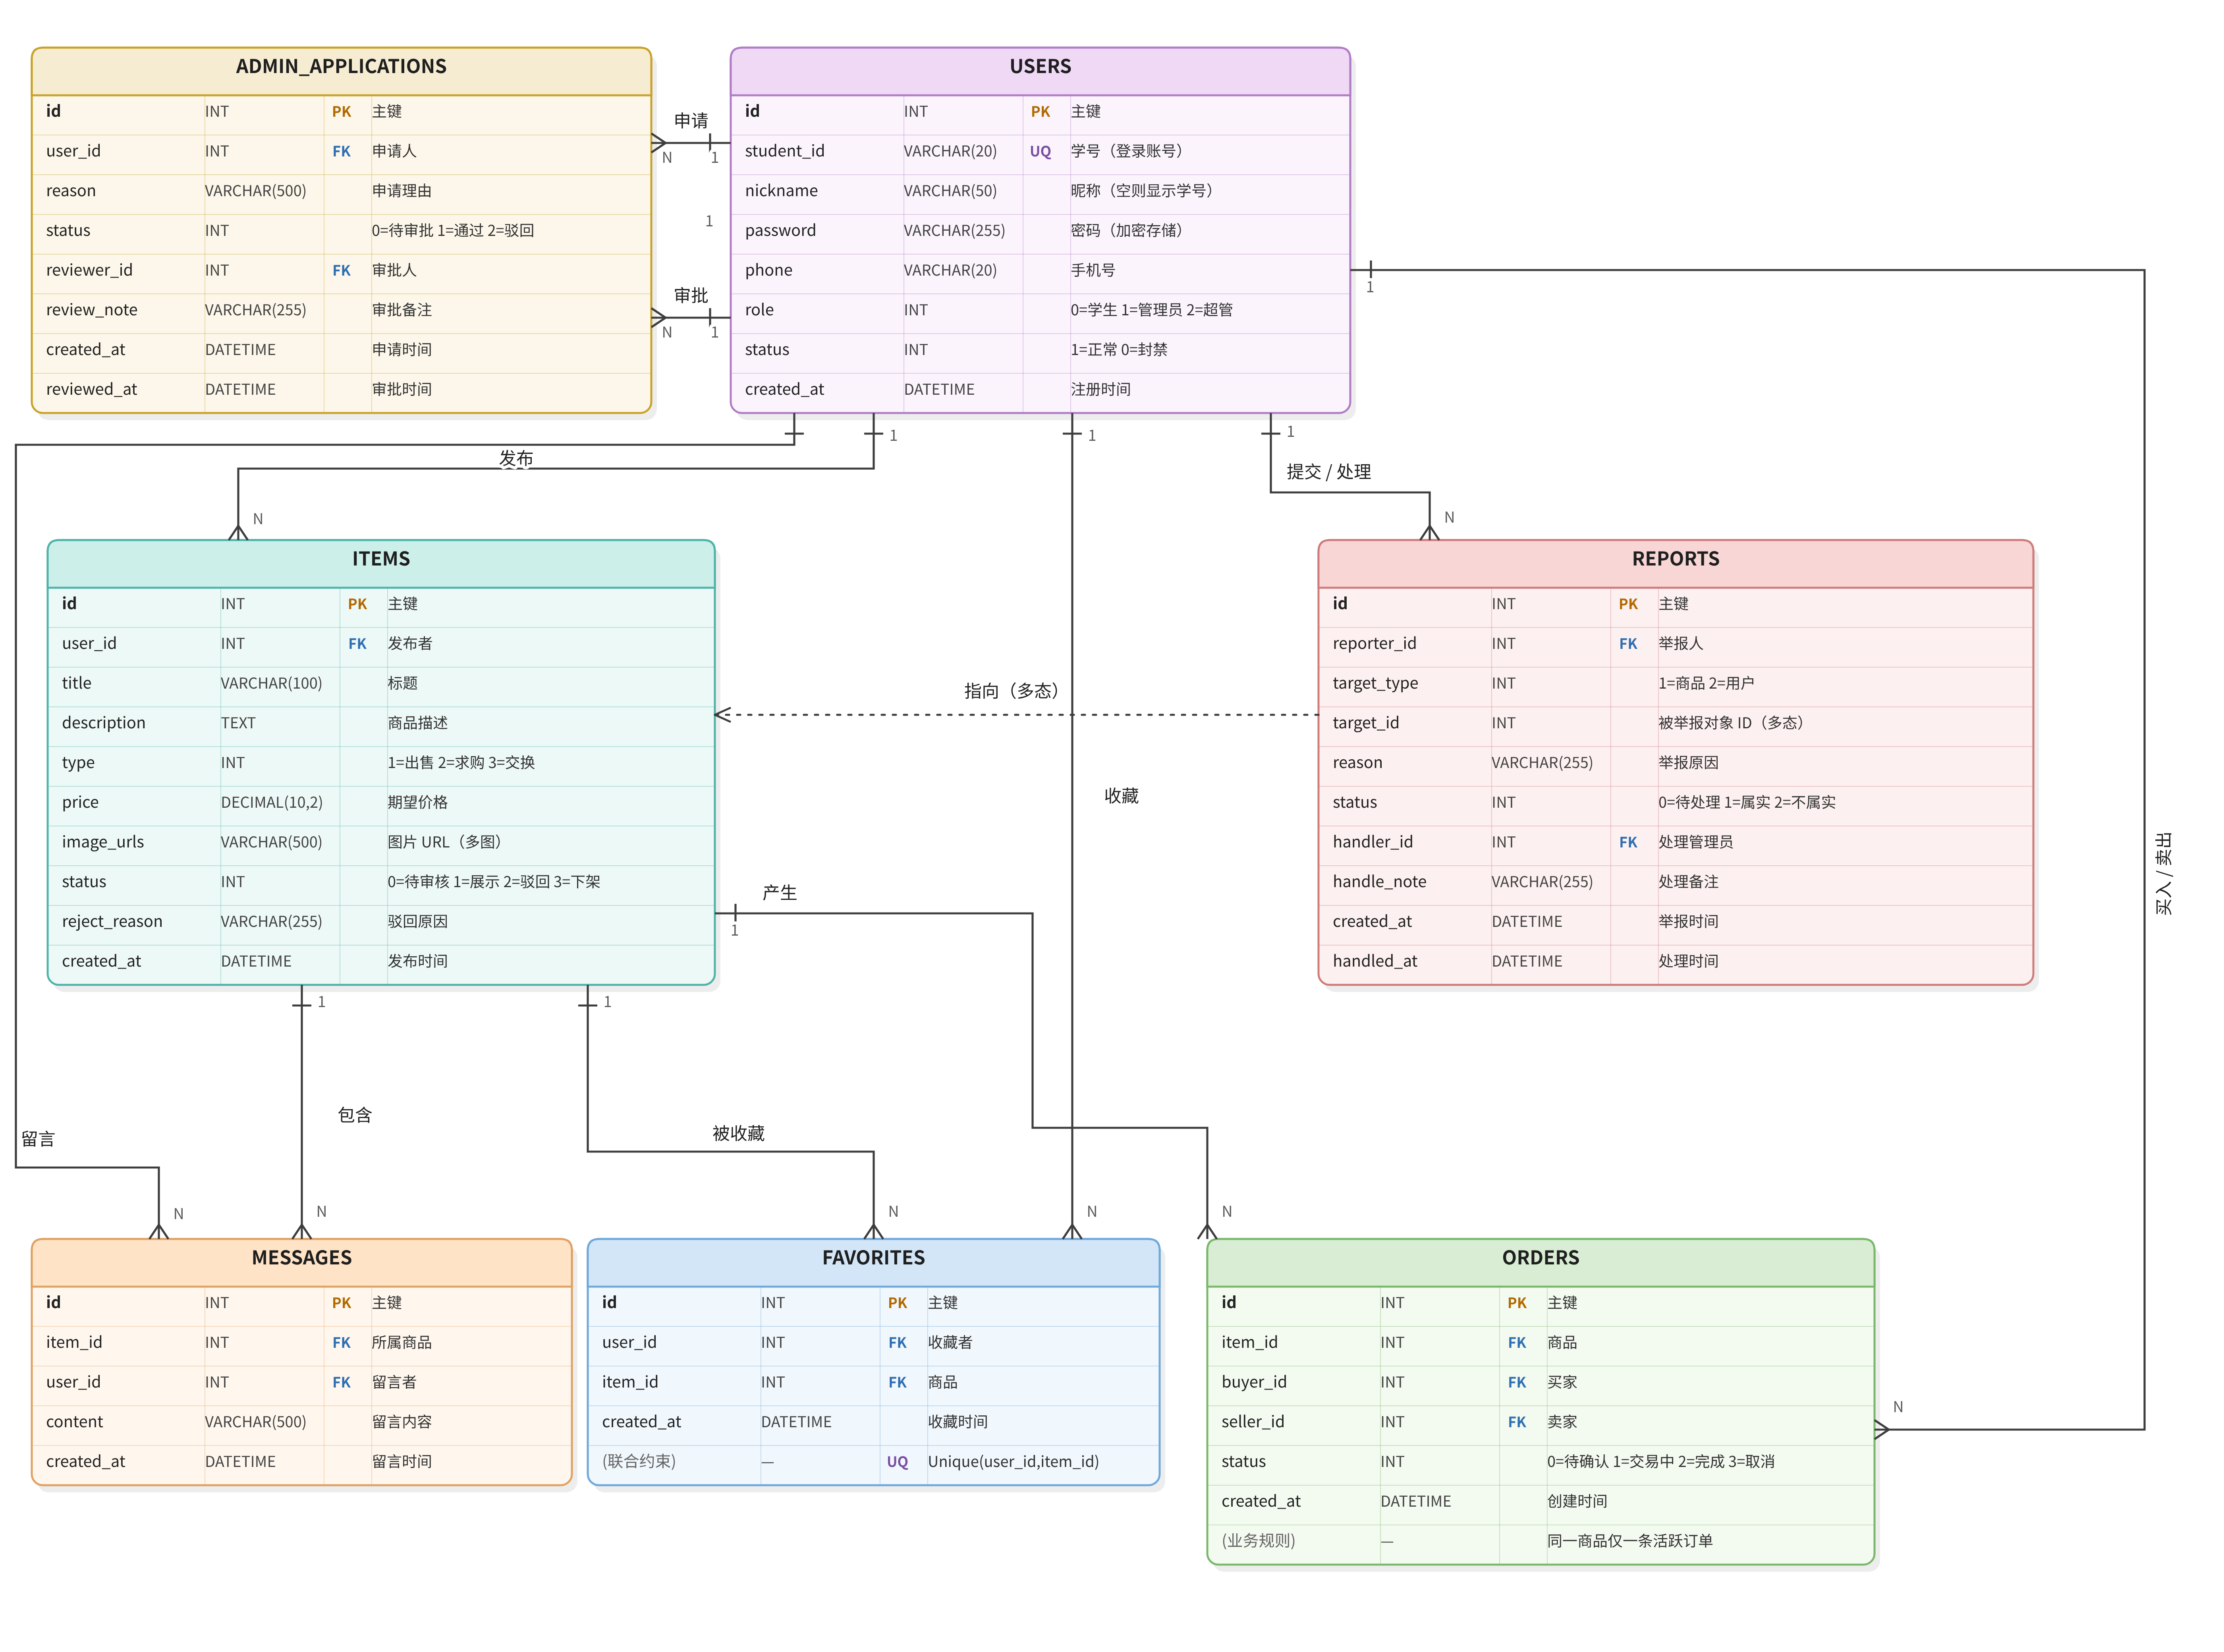 ADMIN_APPLICATIONS
id INT PK 主键
user_id INT FK 申请人
reason VARCHAR(500) 申请理由
status INT 0=待审批 1=通过 2=驳回
reviewer_id INT FK 审批人
review_note VARCHAR(255) 审批备注
created_at DATETIME 申请时间
reviewed_at DATETIME 审批时间
申请
N 1
1
审批
N 1
USERS
id INT PK 主键
student_id VARCHAR(20) UQ 学号（登录账号）
nickname VARCHAR(50) 昵称（空则显示学号）
password VARCHAR(255) 密码（加密存储）
phone VARCHAR(20) 手机号
role INT 0=学生 1=管理员 2=超管
status INT 1=正常 0=封禁
created_at DATETIME 注册时间
1
1
1
1
发布
提交 / 处理
N
N
ITEMS
id INT PK 主键
user_id INT FK 发布者
title VARCHAR(100) 标题
description TEXT 商品描述
type INT 1=出售 2=求购 3=交换
price DECIMAL(10,2) 期望价格
image_urls VARCHAR(500) 图片 URL（多图）
status INT 0=待审核 1=展示 2=驳回 3=下架
reject_reason VARCHAR(255) 驳回原因
created_at DATETIME 发布时间
指向（多态）
收藏
产生
1
REPORTS
id INT PK 主键
reporter_id INT FK 举报人
target_type INT 1=商品 2=用户
target_id INT 被举报对象 ID（多态）
reason VARCHAR(255) 举报原因
status INT 0=待处理 1=属实 2=不属实
handler_id INT FK 处理管理员
handle_note VARCHAR(255) 处理备注
created_at DATETIME 举报时间
handled_at DATETIME 处理时间
买入 / 卖出
1
1
包含
被收藏
留言
N
N
N
N
N
MESSAGES
id INT PK 主键
item_id INT FK 所属商品
user_id INT FK 留言者
content VARCHAR(500) 留言内容
created_at DATETIME 留言时间
FAVORITES
id INT PK 主键
user_id INT FK 收藏者
item_id INT FK 商品
created_at DATETIME 收藏时间
(联合约束) — UQ Unique(user_id,item_id)
ORDERS
id INT PK 主键
item_id INT FK 商品
buyer_id INT FK 买家
seller_id INT FK 卖家
status INT 0=待确认 1=交易中 2=完成 3=取消
created_at DATETIME 创建时间
(业务规则) — 同一商品仅一条活跃订单
N